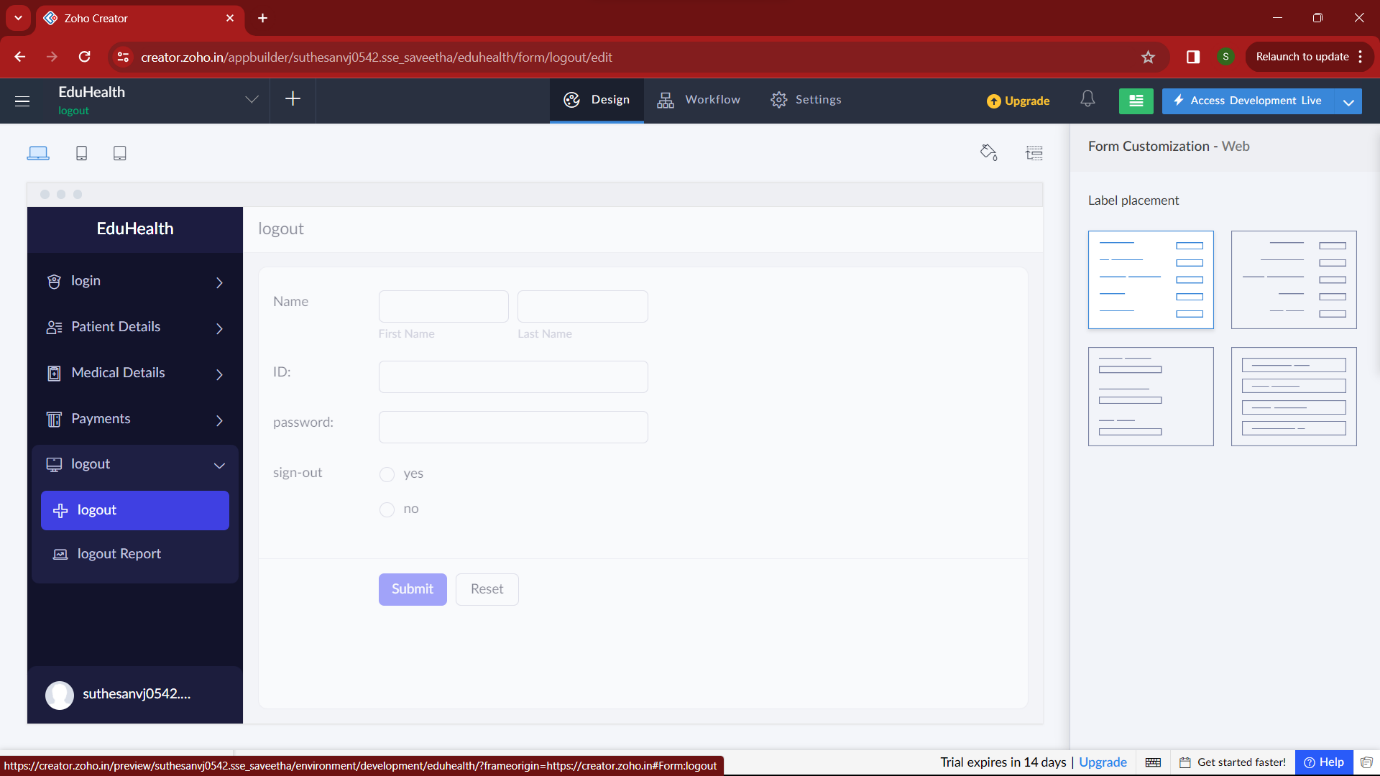 Zoho Creator
creator.zoho.in/appbuilder/suthesanvj0542.sse_saveetha/eduhealth/form/logout/edit
S
Relaunch to update
EduHealth
logout
Design
Workflow
Settings
Upgrade
Access Development Live
Form Customization - Web
Label placement
EduHealth
login
Patient Details
Medical Details
Payments
logout
logout
logout Report
suthesanvj0542....
logout
Name
First Name
Last Name
ID:
password:
sign-out
yes
no
Submit
Reset
https://creator.zoho.in/preview/suthesanvj0542.sse_saveetha/environment/development/eduhealth/?frameorigin=https://creator.zoho.in#Form:logout
Trial expires in 14 days | Upgrade
Get started faster!
Help